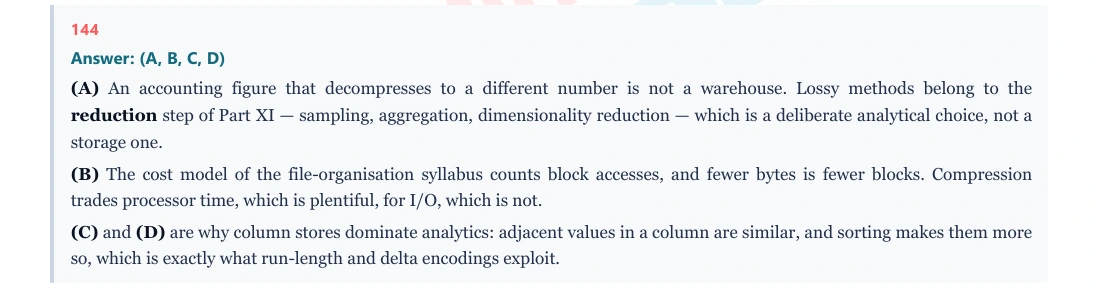 144
Answer: (A, B, C, D)
(A) An accounting figure that decompresses to a different number is not a warehouse. Lossy methods belong to the
reduction step of Part XI — sampling, aggregation, dimensionality reduction — which is a deliberate analytical choice, not a
storage one.
(B) The cost model of the file-organisation syllabus counts block accesses, and fewer bytes is fewer blocks. Compression
trades processor time, which is plentiful, for I/O, which is not.
(C) and (D) are why column stores dominate analytics: adjacent values in a column are similar, and sorting makes them more
so, which is exactly what run-length and delta encodings exploit.